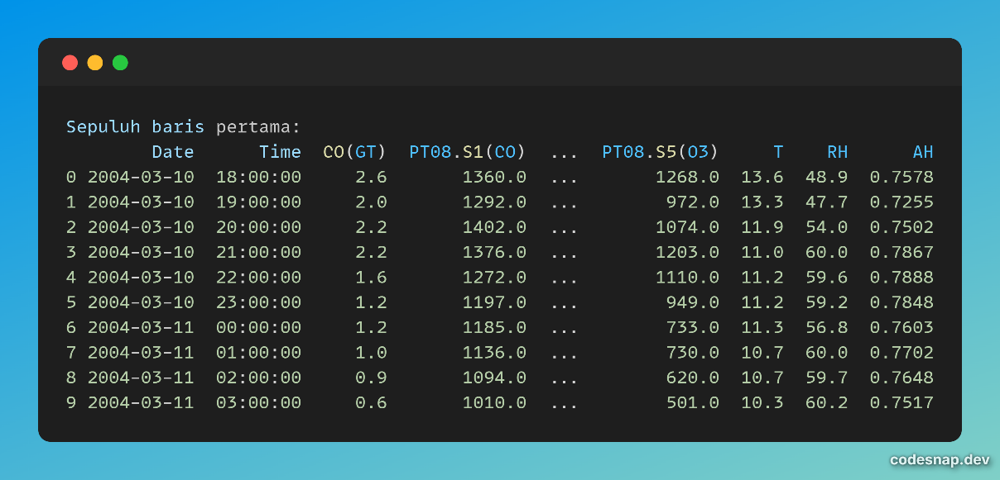 Sepuluh baris pertama:
Date Time CO(GT) PT08.S1(CO) ... PT08.S5(O3) T RH AH
0 2004-03-10 18:00:00 2.6 1360.0 ... 1268.0 13.6 48.9 0.7578
1 2004-03-10 19:00:00 2.0 1292.0 ... 972.0 13.3 47.7 0.7255
2 2004-03-10 20:00:00 2.2 1402.0 ... 1074.0 11.9 54.0 0.7502
3 2004-03-10 21:00:00 2.2 1376.0 ... 1203.0 11.0 60.0 0.7867
4 2004-03-10 22:00:00 1.6 1272.0 ... 1110.0 11.2 59.6 0.7888
5 2004-03-10 23:00:00 1.2 1197.0 ... 949.0 11.2 59.2 0.7848
6 2004-03-11 00:00:00 1.2 1185.0 ... 733.0 11.3 56.8 0.7603
7 2004-03-11 01:00:00 1.0 1136.0 ... 730.0 10.7 60.0 0.7702
8 2004-03-11 02:00:00 0.9 1094.0 ... 620.0 10.7 59.7 0.7648
9 2004-03-11 03:00:00 0.6 1010.0 ... 501.0 10.3 60.2 0.7517
codesnap.dev